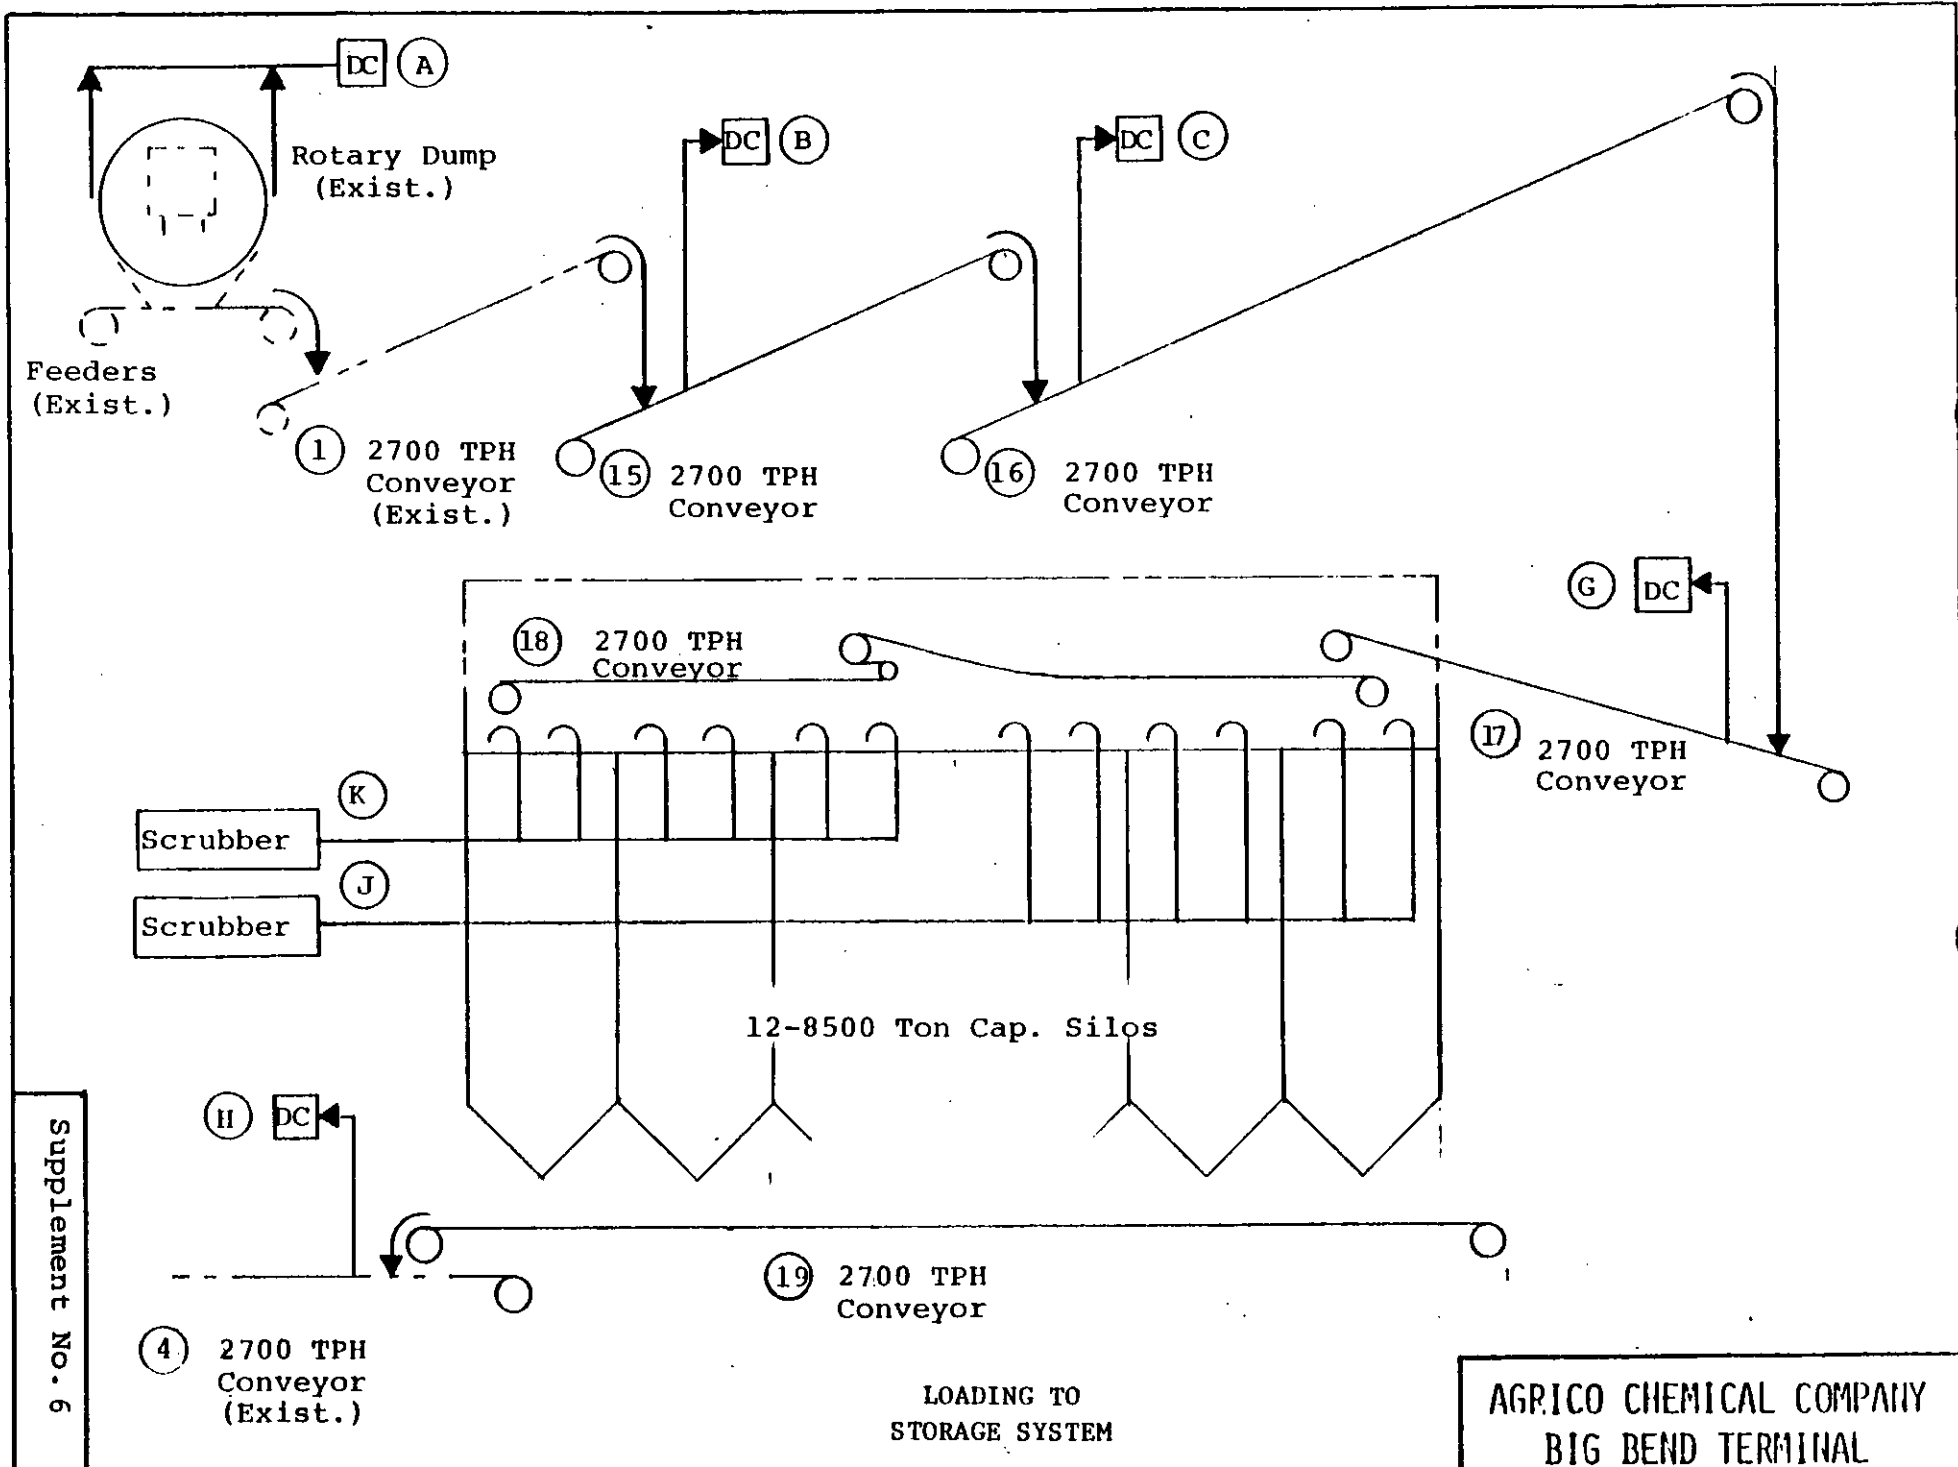 DC A
Rotary Dump
(Exist.)
DC B
DC C
Feeders
(Exist.)
1 2700 TPH
Conveyor
(Exist.)
15 2700 TPH
Conveyor
16 2700 TPH
Conveyor
G DC
18 2700 TPH
Conveyor
17 2700 TPH
Conveyor
K
Scrubber
J
Scrubber
12-8500 Ton Cap. Silos
H DC
19 2700 TPH
Conveyor
4 2700 TPH
Conveyor
(Exist.)
LOADING TO
STORAGE SYSTEM
Supplement No. 6
AGRICO CHEMICAL COMPANY
BIG BEND TERMINAL